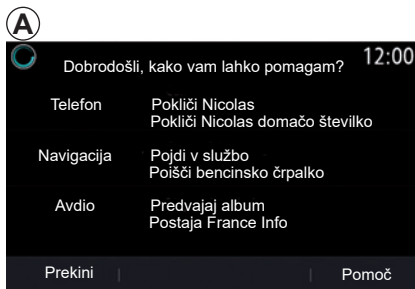 A
12:00
Dobrodošli, kako vam lahko pomagam?
Telefon
Pokliči Nicolas
Pokliči Nicolas domačo številko
Navigacija
Pojdi v službo
Poišči bencinsko črpalko
Avdio
Predvajaj album
Postaja France Info
Prekini
Pomoč